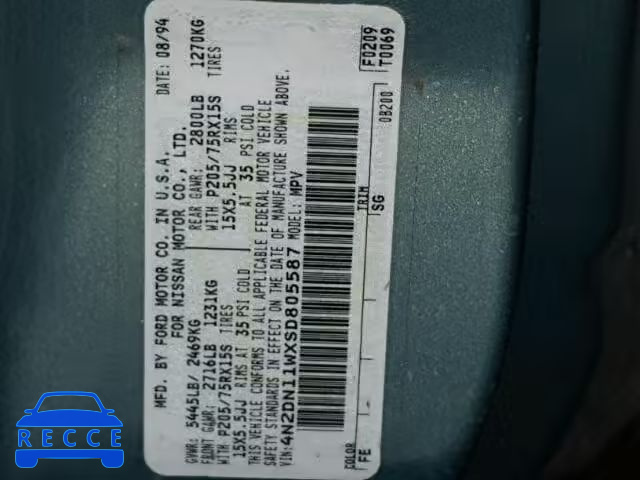 MFD. BY FORD MOTOR CO. IN U.S.A.
FOR NISSAN MOTOR CO., LTD.
DATE: 08/94
GVWR: 5445LB/ 2469KG
FRONT GAWR: 2716LB 1231KG
REAR GAWR: 2800LB 1270KG
WITH P205/75RX15S TIRES
WITH P205/75RX15S TIRES
15X5.5JJ RIMS AT 35 PSI COLD
15X5.5JJ RIMS AT 35 PSI COLD
THIS VEHICLE CONFORMS TO ALL APPLICABLE FEDERAL MOTOR VEHICLE
SAFETY STANDARDS IN EFFECT ON THE DATE OF MANUFACTURE SHOWN ABOVE.
VIN: 4N2DN11WXSD805587 MODEL: MPV
F0209
T0069
COLOR TRIM 0B200
FE SG
RECCE